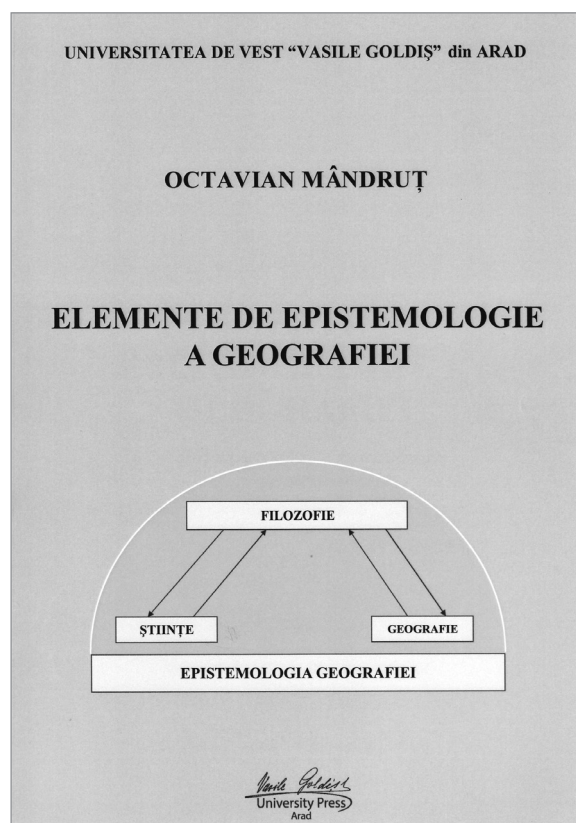 UNIVERSITATEA DE VEST “VASILE GOLDIŞ” din ARAD
OCTAVIAN MÂNDRUŢ
ELEMENTE DE EPISTEMOLOGIE
A GEOGRAFIEI
FILOZOFIE
ŞTIINŢE
GEOGRAFIE
EPISTEMOLOGIA GEOGRAFIEI
Vasile Goldiş
University Press
Arad